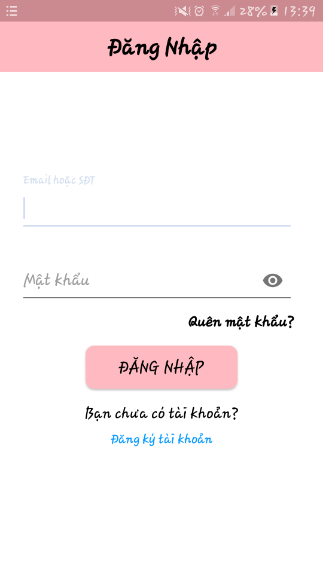 28% 13:39
Đăng Nhập
Email hoặc SĐT
Mật khẩu
Quên mật khẩu?
ĐĂNG NHẬP
Bạn chưa có tài khoản?
Đăng ký tài khoản